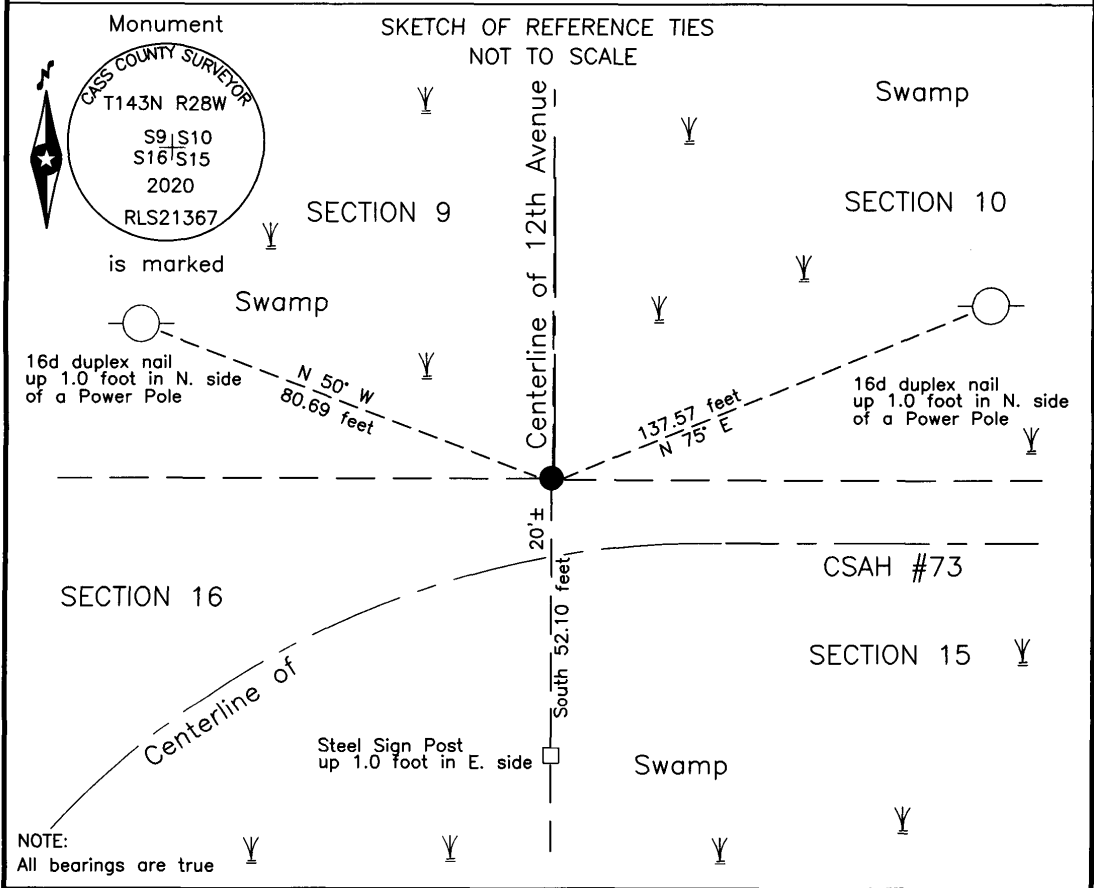 Monument
SKETCH OF REFERENCE TIES
NOT TO SCALE
N
CASS COUNTY SURVEYOR
T143N R28W
S9 S10
S16 S15
2020
RLS21367
is marked
Swamp
SECTION 9
SECTION 10
Centerline of 12th Avenue
Swamp
16d duplex nail
up 1.0 foot in N. side
of a Power Pole
N 50° W
80.69 feet
137.57 feet
N 75° E
16d duplex nail
up 1.0 foot in N. side
of a Power Pole
20'±
South 52.10 feet
CSAH #73
SECTION 16
SECTION 15
Centerline of
Steel Sign Post
up 1.0 foot in E. side
Swamp
NOTE:
All bearings are true